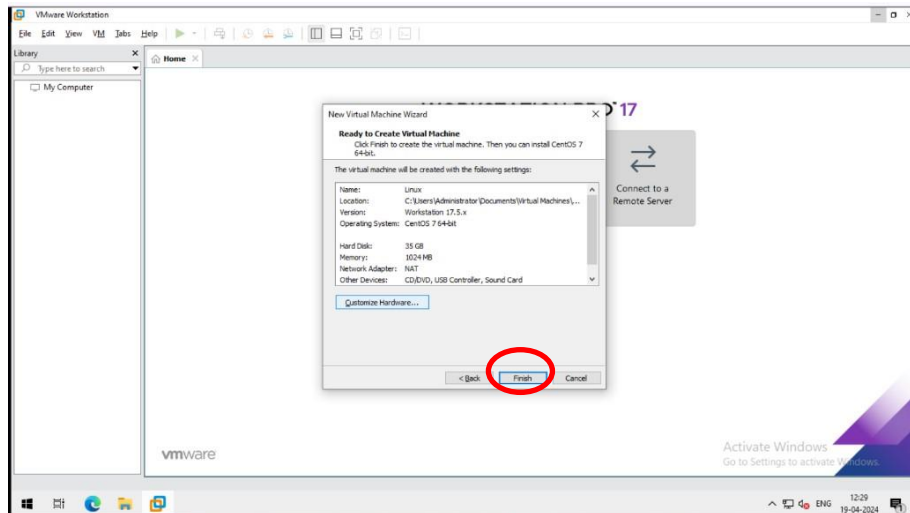 VMware Workstation
File Edit View VM Tabs Help
Library
Type here to search
My Computer
Home
17
Connect to a
Remote Server
New Virtual Machine Wizard
Ready to Create Virtual Machine
Click Finish to create the virtual machine. Then you can install CentOS 7
64-bit.
The virtual machine will be created with the following settings:
Name: Linux
Location: C:\Users\Administrator\Documents\Virtual Machines\,...
Version: Workstation 17.5.x
Operating System: CentOS 7 64-bit
Hard Disk: 35 GB
Memory: 1024 MB
Network Adapter: NAT
Other Devices: CD/DVD, USB Controller, Sound Card
Customize Hardware...
< Back Finish Cancel
vmware
Activate Windows
Go to Settings to activate Windows.
ENG
12:29
19-04-2024